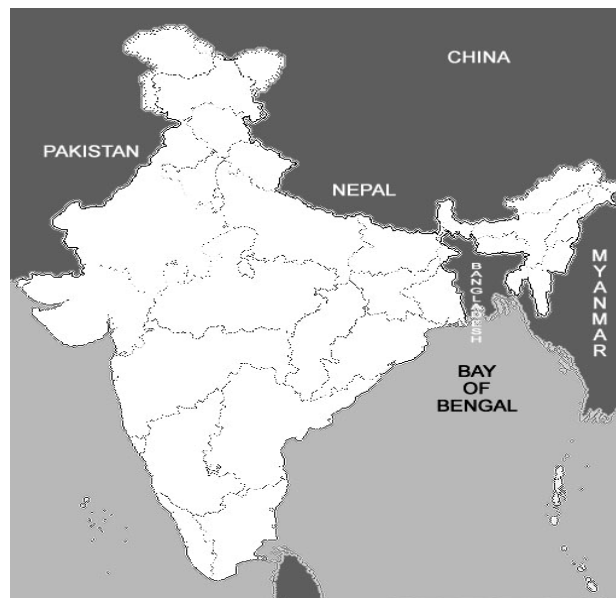 CHINA
PAKISTAN
NEPAL
BANGLADESH
MYANMAR
BAY
OF
BENGAL